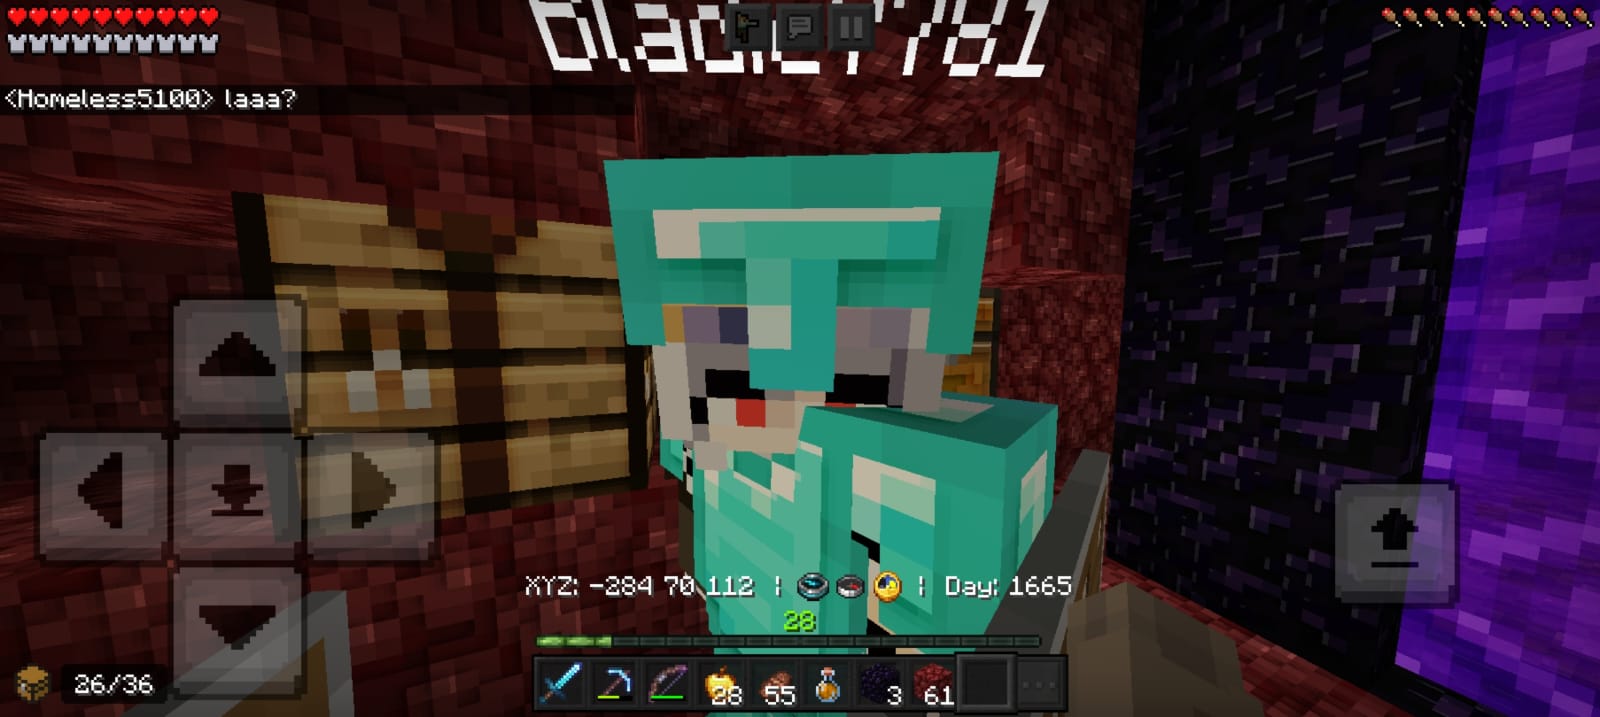 <Homeless5100> laaa?
XYZ: -284 70 112 | | Day: 1665
28
26/36
28 55 3 61